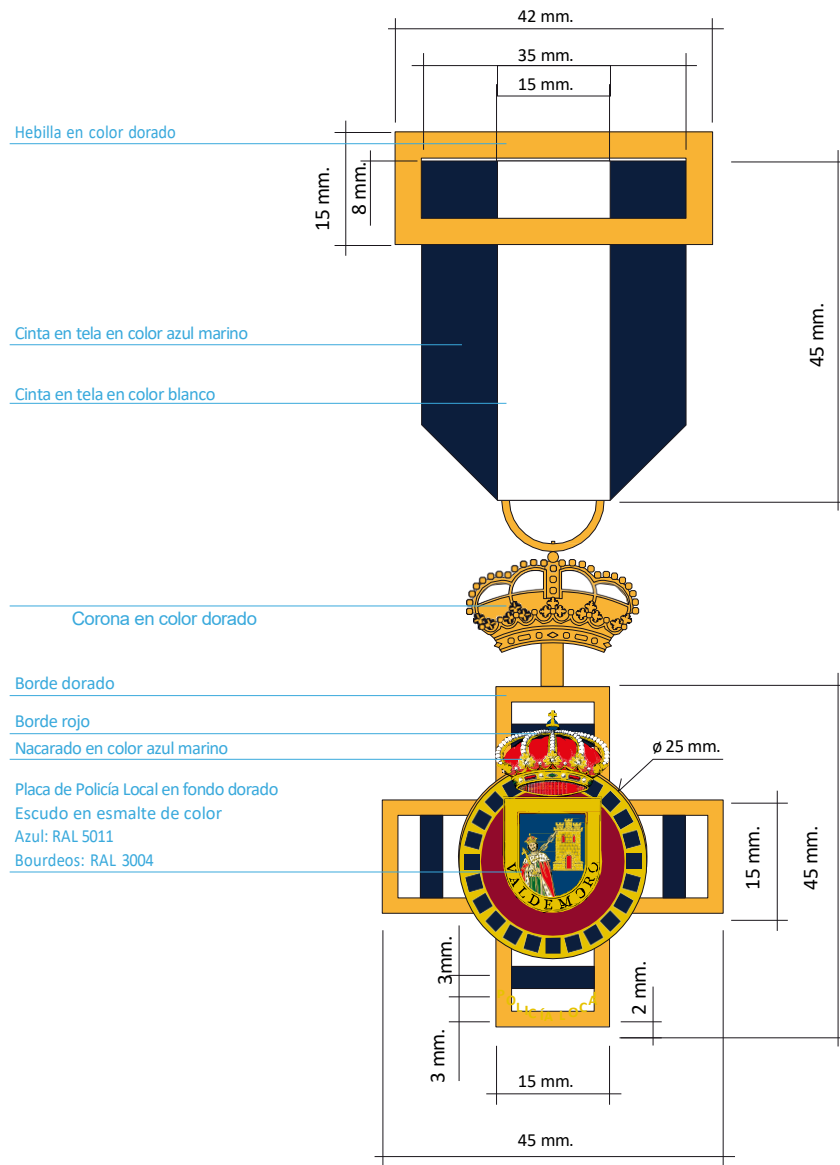 42 mm.
35 mm.
15 mm.
Hebilla en color dorado
15 mm.
8 mm.
Cinta en tela en color azul marino
45 mm.
Cinta en tela en color blanco
Corona en color dorado
Borde dorado
Borde rojo
Nacarado en color azul marino
ø 25 mm.
Placa de Policía Local en fondo dorado
Escudo en esmalte de color
Azul: RAL 5011
Bourdeos: RAL 3004
VALDEMORO
15 mm.
45 mm.
3mm.
2 mm.
3 mm.
15 mm.
45 mm.